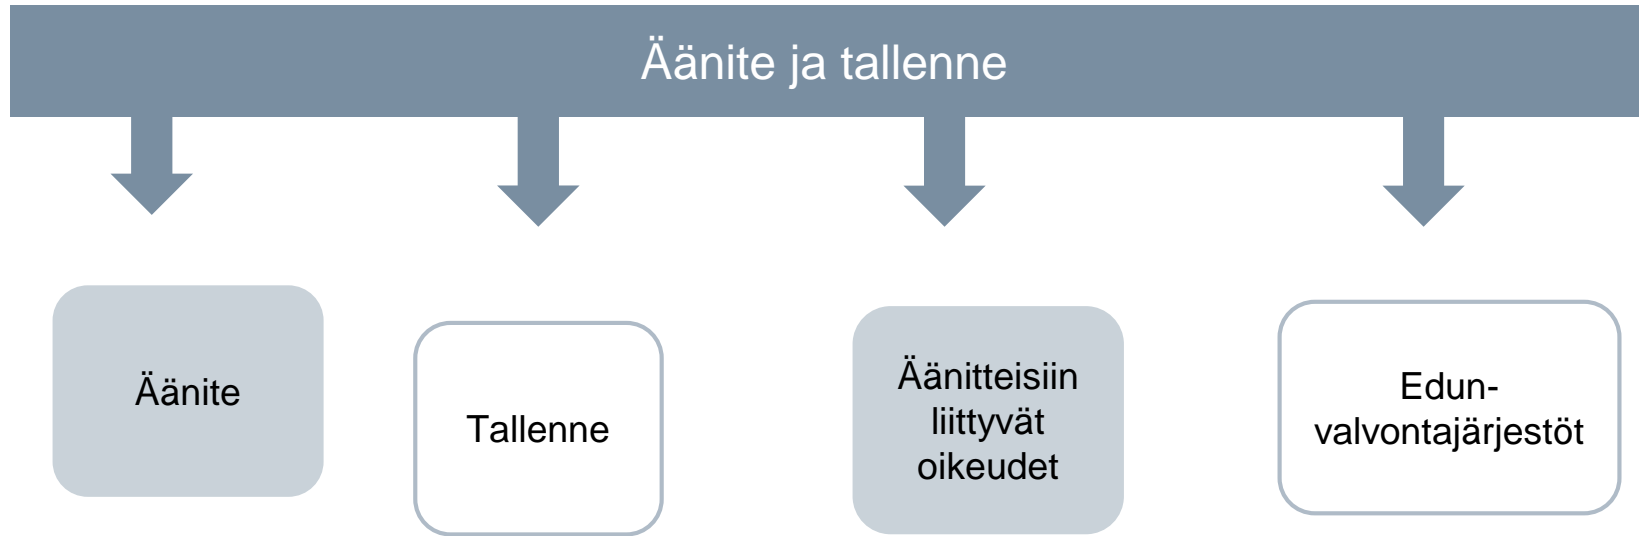 Äänite ja tallenne
Äänite
Tallenne
Äänitteisiin
liittyvät
oikeudet
Edun-
valvontajärjestöt